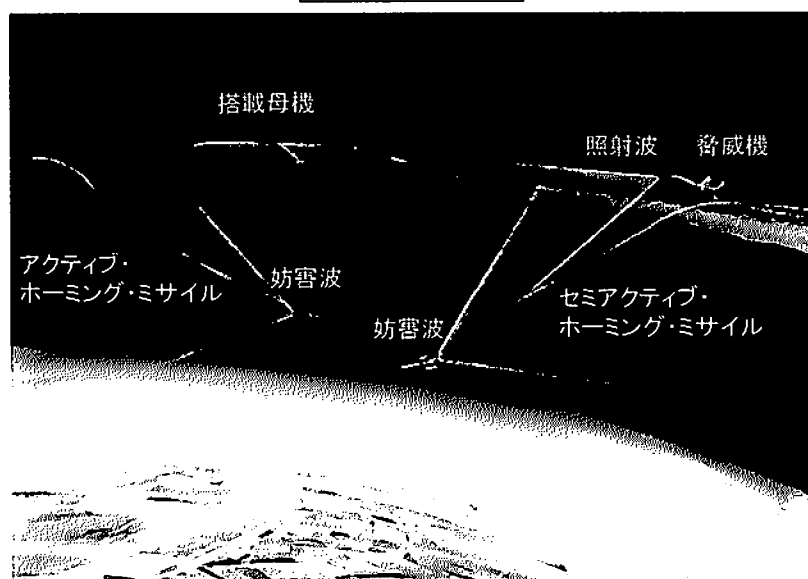 搭載母機
照射波
脅威機
アクティブ・
ホーミング・ミサイル
妨害波
セミアクティブ・
ホーミング・ミサイル
妨害波